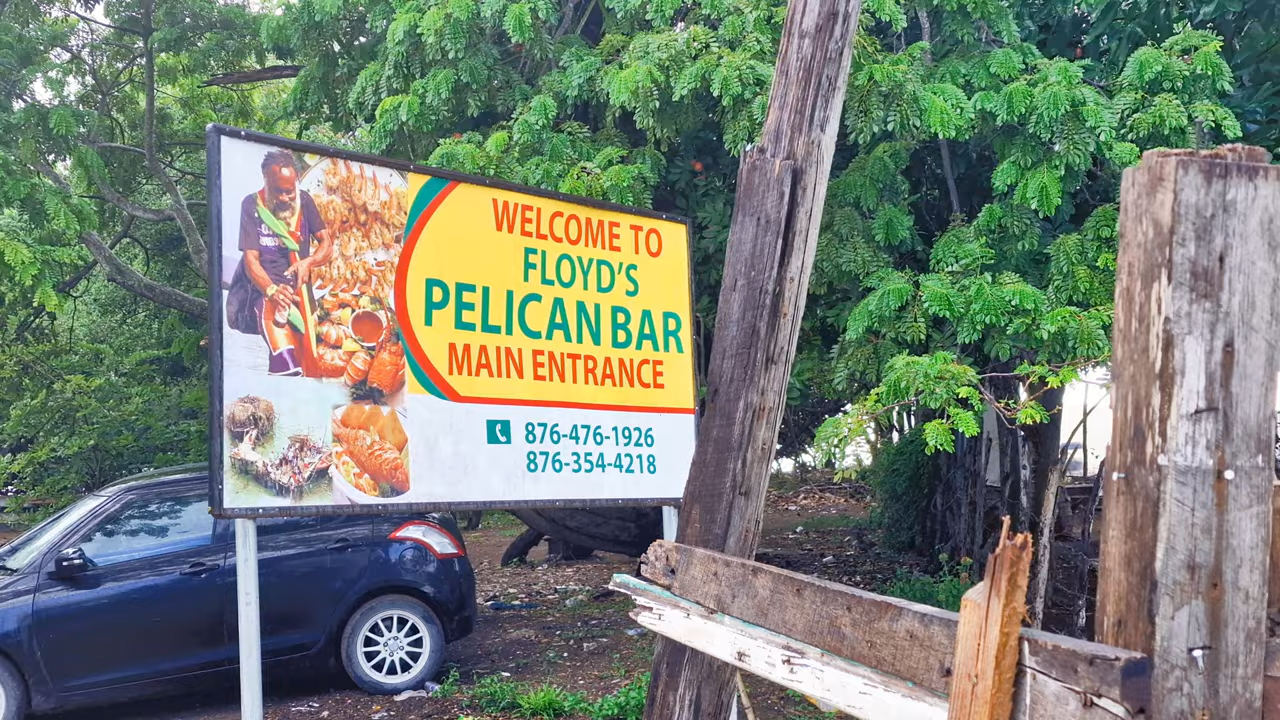 WELCOME TO
FLOYD'S
PELICAN BAR
MAIN ENTRANCE
876-476-1926
876-354-4218